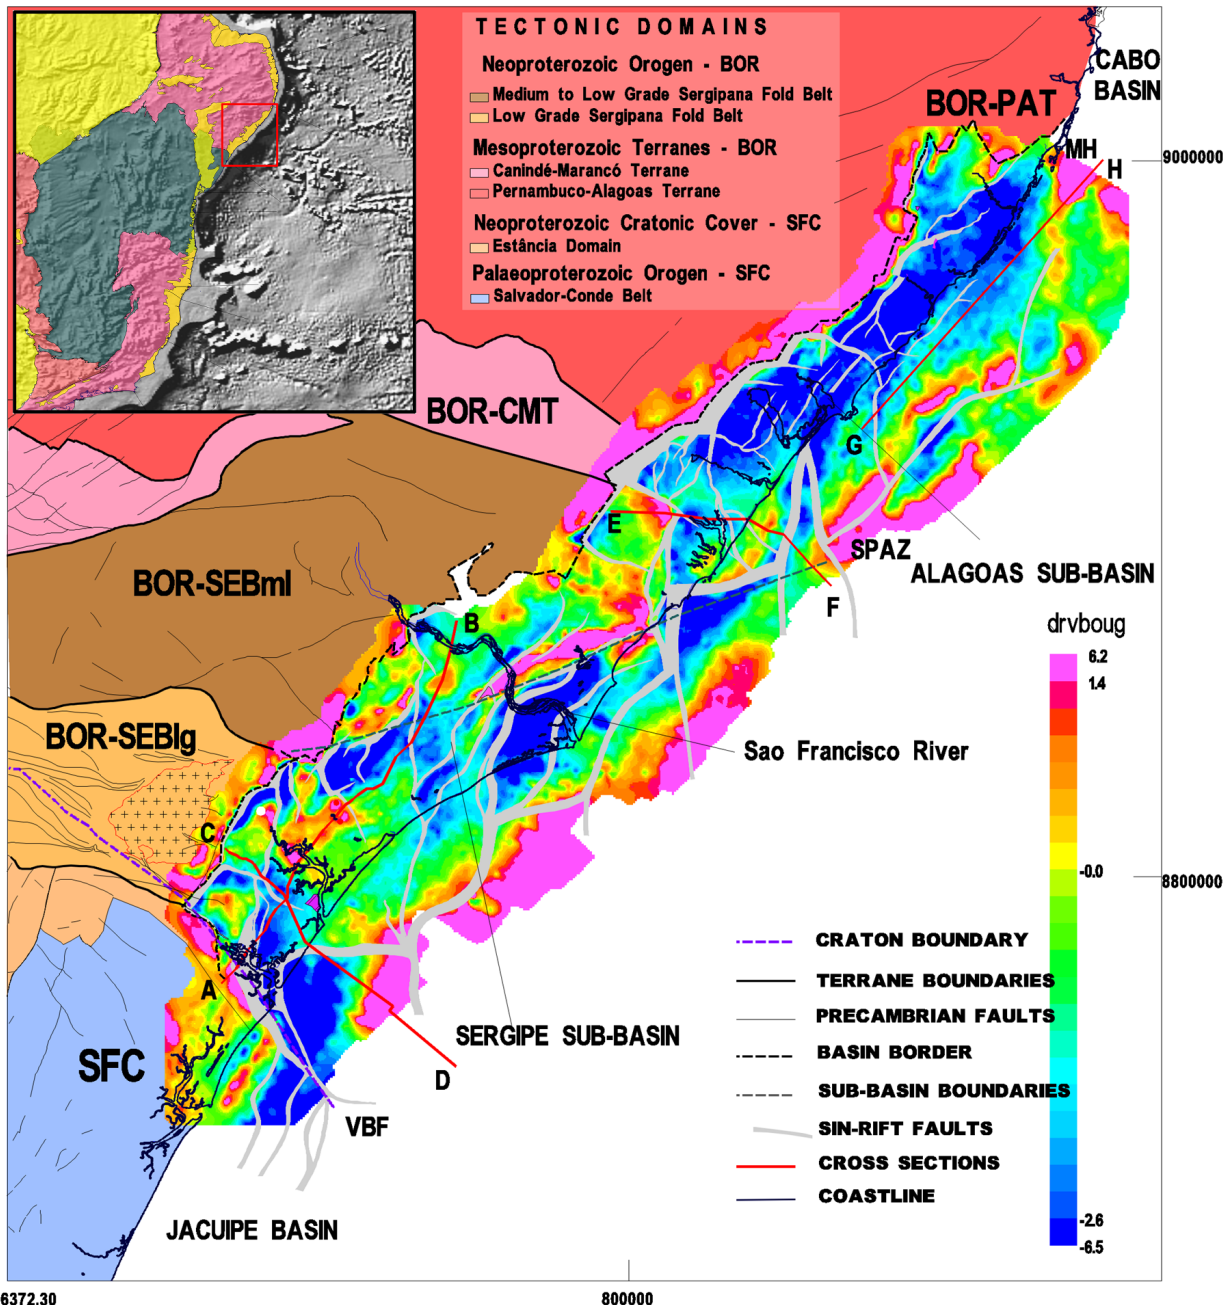 TECTONIC DOMAINS
Neoproterozoic Orogen - BOR
Medium to Low Grade Sergipana Fold Belt
Low Grade Sergipana Fold Belt
Mesoproterozoic Terranes - BOR
Canindé-Marancó Terrane
Pernambuco-Alagoas Terrane
Neoproterozoic Cratonic Cover - SFC
Estância Domain
Palaeoproterozoic Orogen - SFC
Salvador-Conde Belt
CABO
BASIN
BOR-PAT
MH
H
9000000
BOR-CMT
G
E
SPAZ
ALAGOAS SUB-BASIN
BOR-SEBml
F
B
drvboug
6.2
1.4
BOR-SEBlg
Sao Francisco River
C
-0.0
8800000
A
SERGIPE SUB-BASIN
SFC
D
VBF
JACUIPE BASIN
CRATON BOUNDARY
TERRANE BOUNDARIES
PRECAMBRIAN FAULTS
BASIN BORDER
SUB-BASIN BOUNDARIES
SIN-RIFT FAULTS
CROSS SECTIONS
COASTLINE
-2.6
-6.5
6372.30
800000